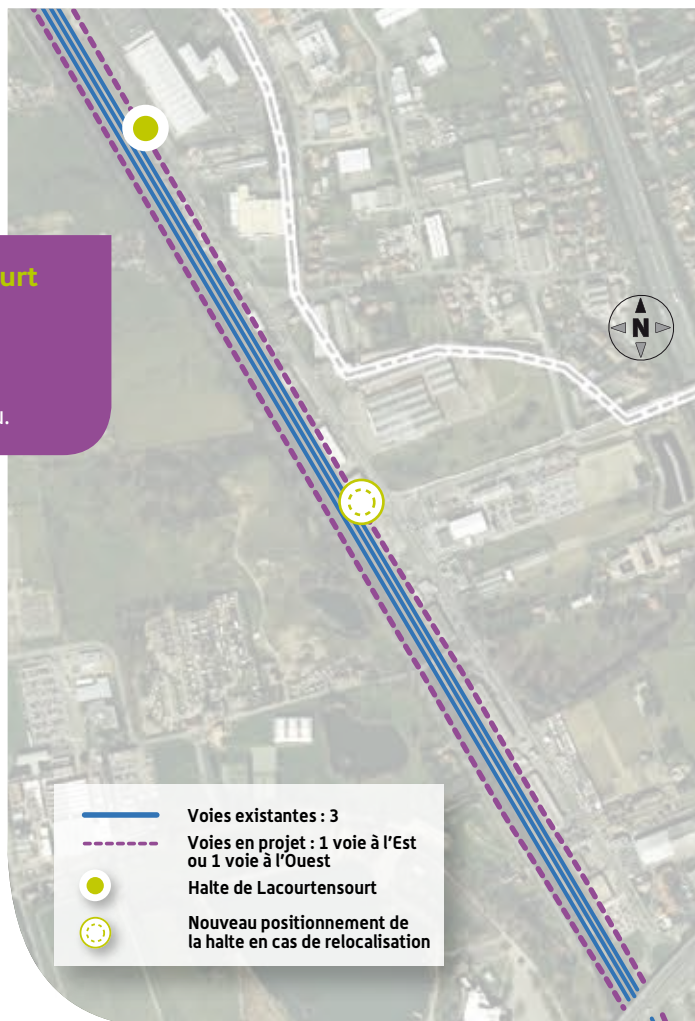 urt
u.
N
Voies existantes : 3
Voies en projet : 1 voie à l'Est
ou 1 voie à l'Ouest
Halte de Lacourtensourt
Nouveau positionnement de
la halte en cas de relocalisation